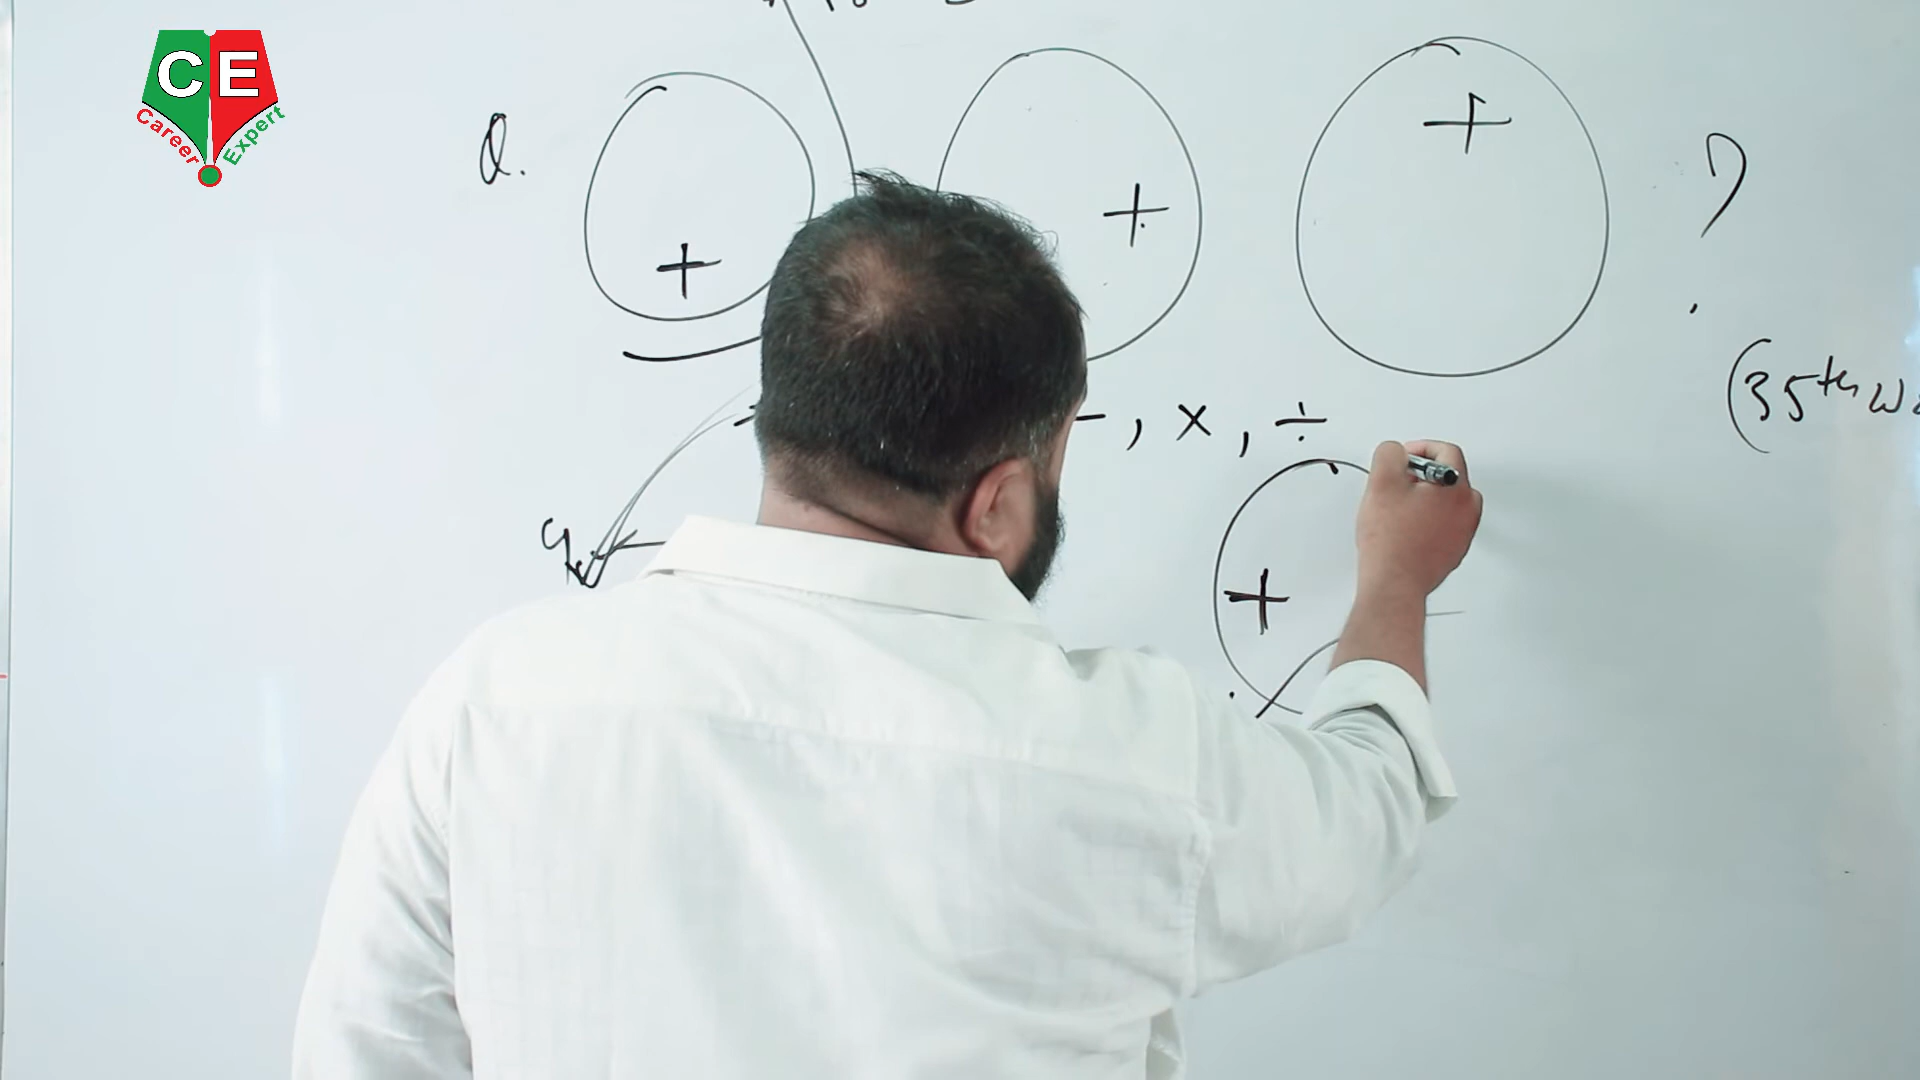 CE
Career Expert
Q. + + + ?
(35th
, × , ÷
+